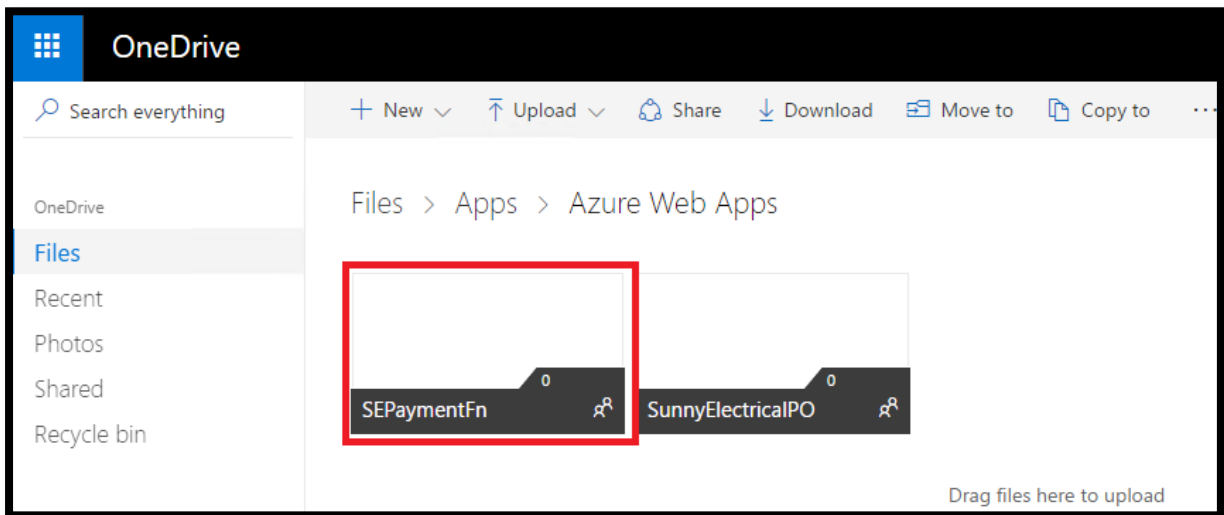 OneDrive
Search everything
New Upload Share Download Move to Copy to ...
OneDrive
Files
Recent
Photos
Shared
Recycle bin
Files > Apps > Azure Web Apps
0
SEPaymentFn
0
SunnyElectricalPO
Drag files here to upload